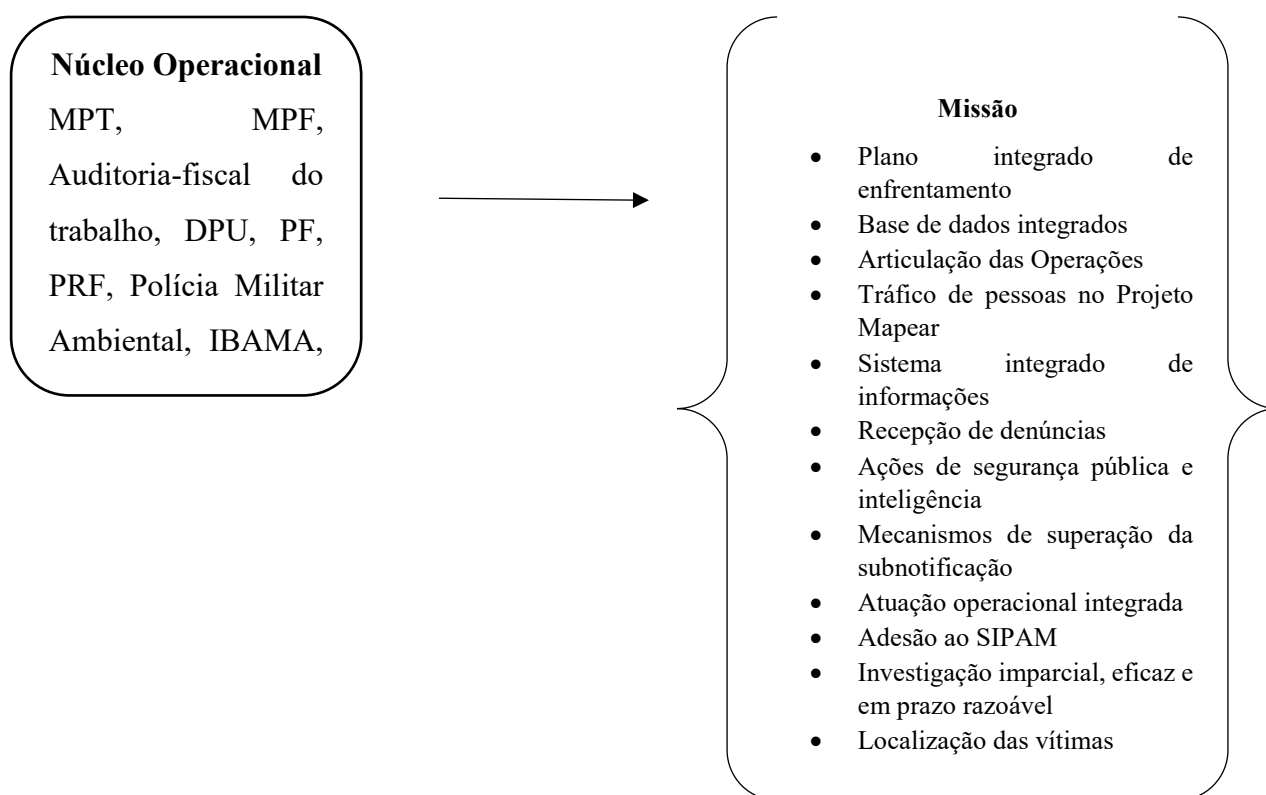 Núcleo Operacional
MPT, MPF,
Auditoria-fiscal do
trabalho, DPU, PF,
PRF, Polícia Militar
Ambiental, IBAMA,
Missão
• Plano integrado de
enfrentamento
• Base de dados integrados
• Articulação das Operações
• Tráfico de pessoas no Projeto
Mapear
• Sistema integrado de
informações
• Recepção de denúncias
• Ações de segurança pública e
inteligência
• Mecanismos de superação da
subnotificação
• Atuação operacional integrada
• Adesão ao SIPAM
• Investigação imparcial, eficaz e
em prazo razoável
• Localização das vítimas